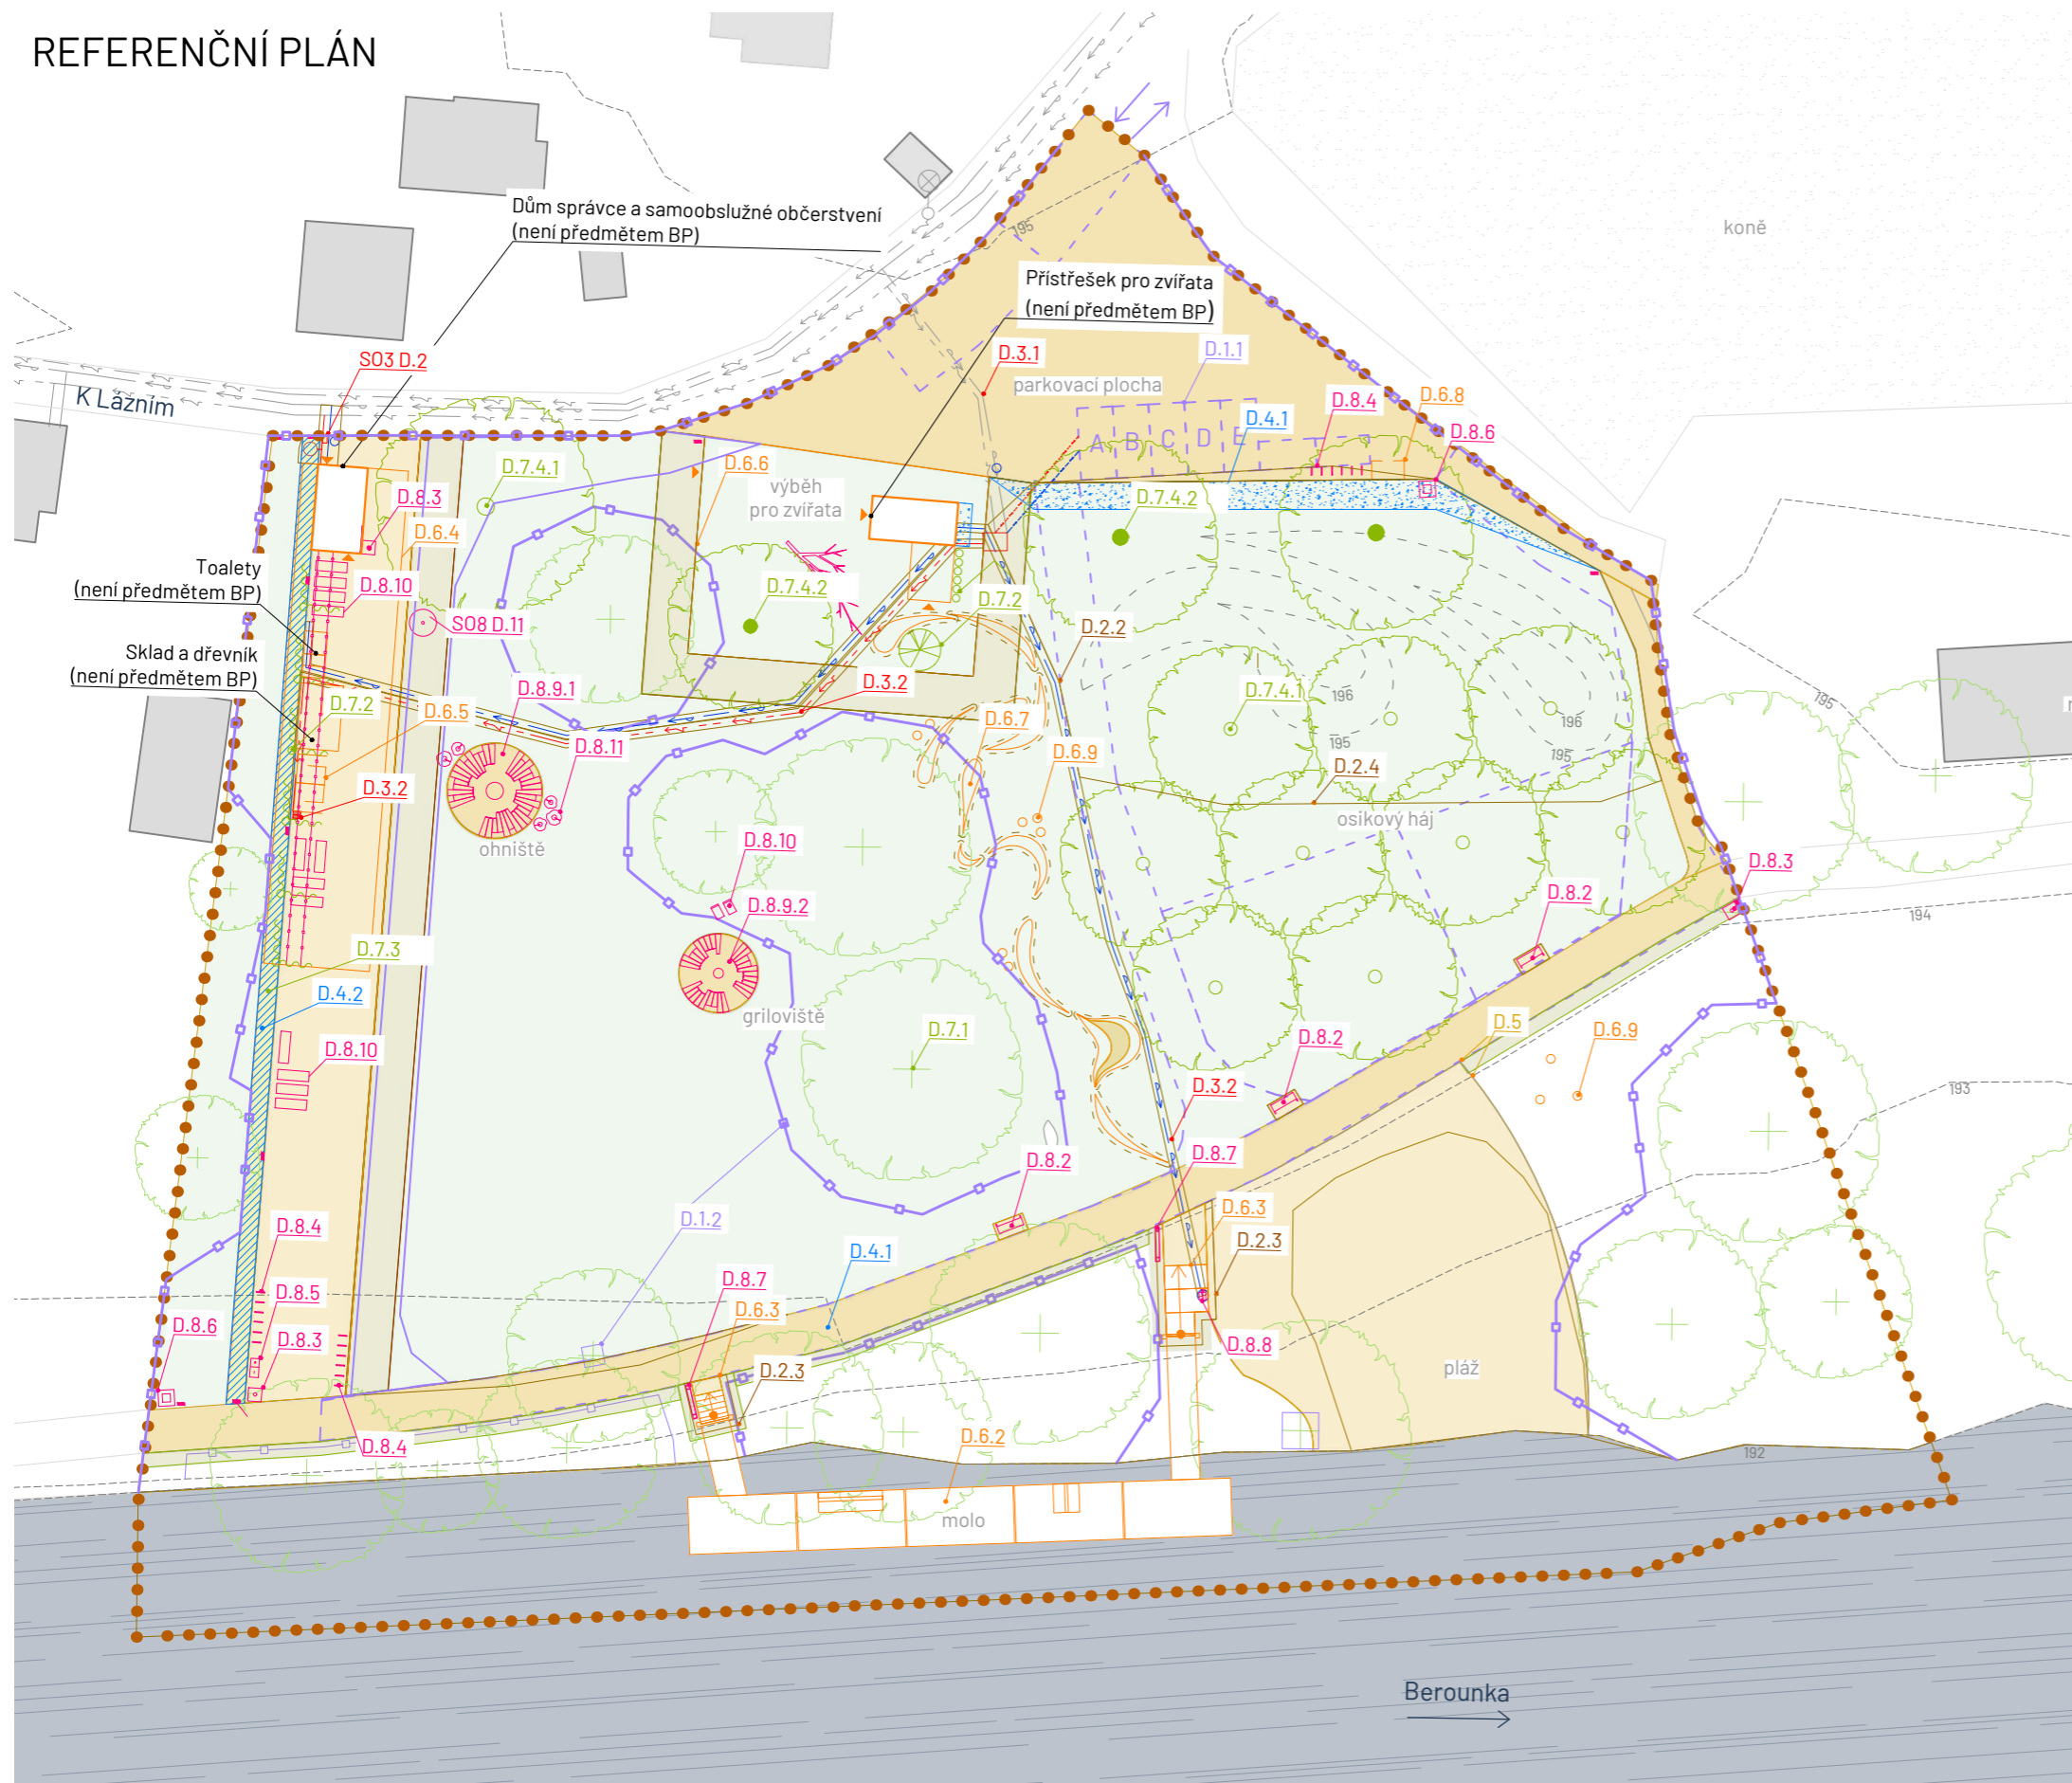 REFERENČNÍ PLÁN
Dům správce a samoobslužné občerstvení
(není předmětem BP)
koně
195
Přístřešek pro zvířata
(není předmětem BP)
SO3 D.2
D.3.1
D.1.1
parkovací plocha
K Lázním
D.8.4
D.6.8
D.4.1
D.8.6
A B C D E
D.7.4.1
D.6.6
výběh
pro zvířata
D.8.3
D.7.4.2
D.6.4
Toalety
(není předmětem BP)
D.8.10
D.7.4.2
D.7.2
SO8 D.11
D.2.2
Sklad a dřevník
(není předmětem BP)
D.8.9.1
D.3.2
D.7.4.1
196
195
D.7.2
D.6.5
D.6.7
196
D.8.11
195
195
D.6.9
D.2.4
D.3.2
osikový háj
ohniště
D.8.10
D.8.3
D.8.9.2
D.8.2
194
D.7.3
D.4.2
griloviště
D.5
D.6.9
D.7.1
D.8.2
D.8.10
D.3.2
193
D.8.7
D.8.2
D.6.3
D.1.2
D.8.4
D.2.3
D.4.1
D.8.5
D.8.7
D.6.3
D.8.6
D.8.3
D.8.8
D.2.3
pláž
D.8.4
D.6.2
192
molo
Berounka